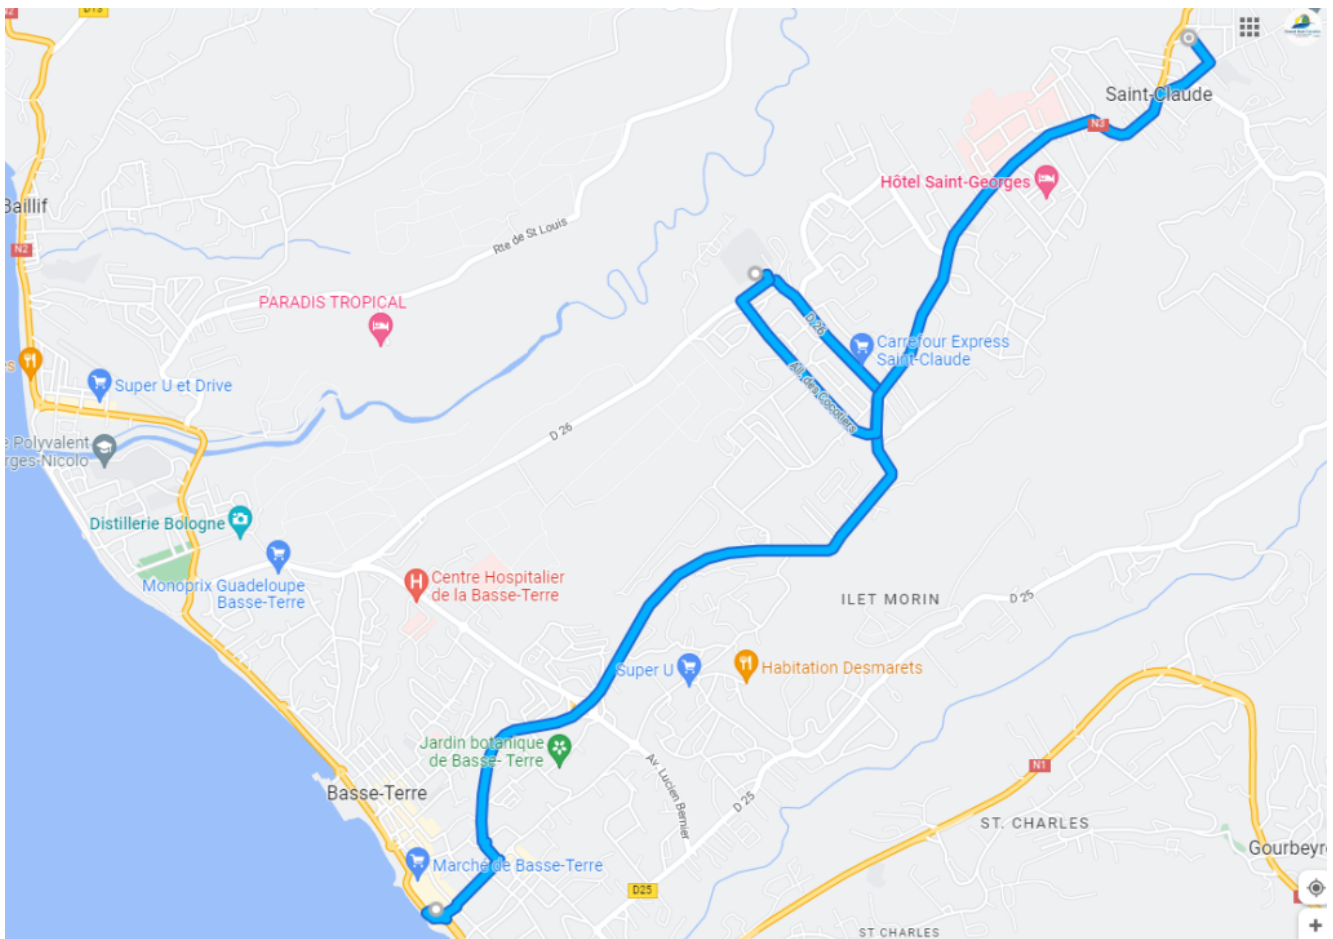 D13
Saint-Claude
N3
Hôtel Saint-Georges
Baillif
N2
Rte de St Louis
PARADIS TROPICAL
D 26
Carrefour Express
Saint-Claude
Super U et Drive
All. des Cocotiers
Polyvalent
rges-Nicolo
D 26
Distillerie Bologne
Monoprix Guadeloupe
Basse-Terre
Centre Hospitalier
de la Basse-Terre
ILET MORIN
D 25
Super U
Habitation Desmarets
Jardin botanique
de Basse- Terre
Av. Lucien Bernier
N1
Basse-Terre
D 25
ST. CHARLES
Gourbeyr
Marché de Basse-Terre
D25
ST CHARLES